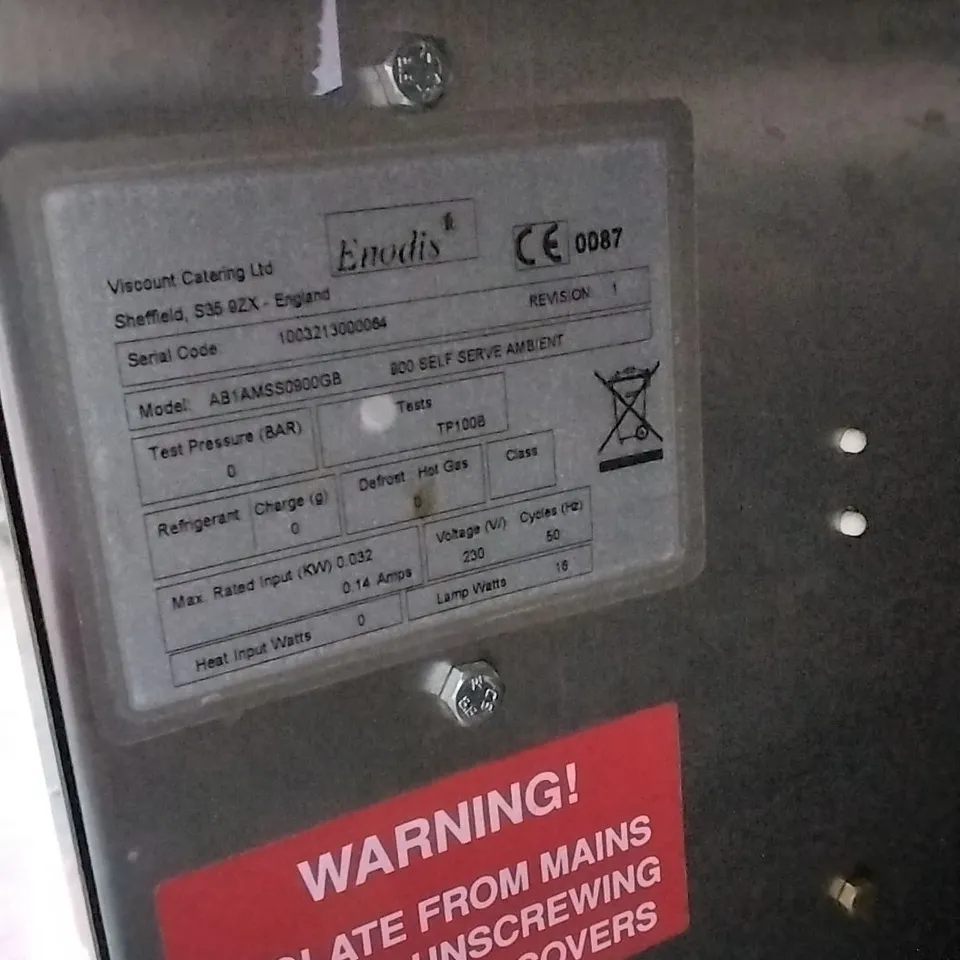 Enodis
CE 0087
Viscount Catering Ltd
Sheffield, S35 9ZX - England
Serial Code 1003213000064 REVISION 1
Model: AB1AMSS0900GB 900 SELF SERVE AMBIENT
Test Pressure (BAR) Tests
0 TP100B
Refrigerant Charge (g) Defrost Hot Gas Class
0 0
Max. Rated Input (KW) 0.032 Voltage (V/) Cycles (Hz)
0.14 Amps 230 50
Heat Input Watts 0 Lamp Watts 16
WARNING!
LATE FROM MAINS
UNSCREWING
OVERS